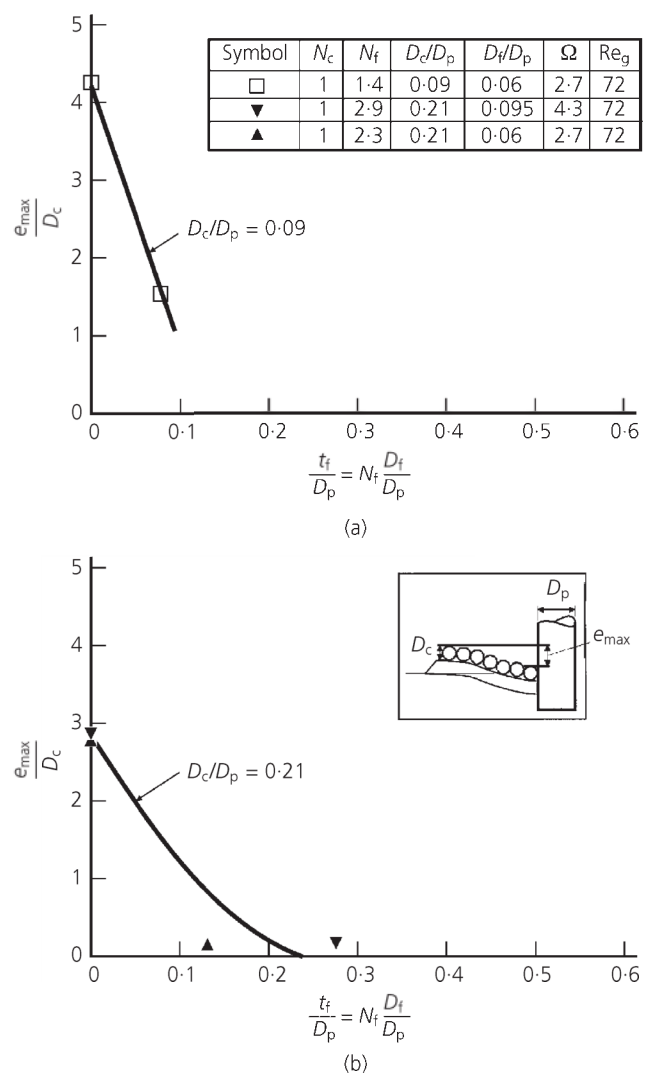 5
Symbol N_c N_f D_c/D_p D_f/D_p Ω Re_g
□ 1 1·4 0·09 0·06 2·7 72
▼ 1 2·9 0·21 0·095 4·3 72
▲ 1 2·3 0·21 0·06 2·7 72
4
3
e_max/D_c
D_c/D_p = 0·09
2
1
0
0 0·1 0·2 0·3 0·4 0·5 0·6
t_f/D_p = N_f D_f/D_p
(a)
5
D_p
4
D_c
e_max
3
e_max/D_c
D_c/D_p = 0·21
2
1
0
0 0·1 0·2 0·3 0·4 0·5 0·6
t_f/D_p = N_f D_f/D_p
(b)